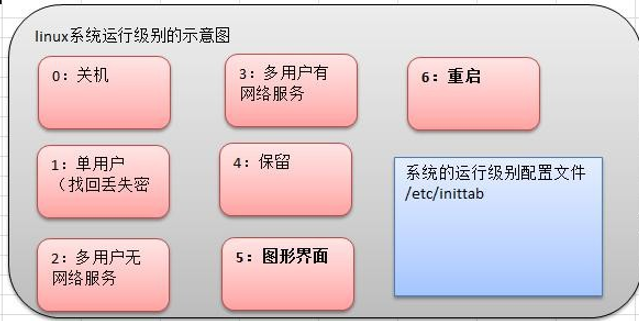 linux系统运行级别的示意图
0：关机
3：多用户有
网络服务
6：重启
1：单用户
（找回丢失密
4：保留
系统的运行级别配置文件
/etc/inittab
2：多用户无
网络服务
5：图形界面